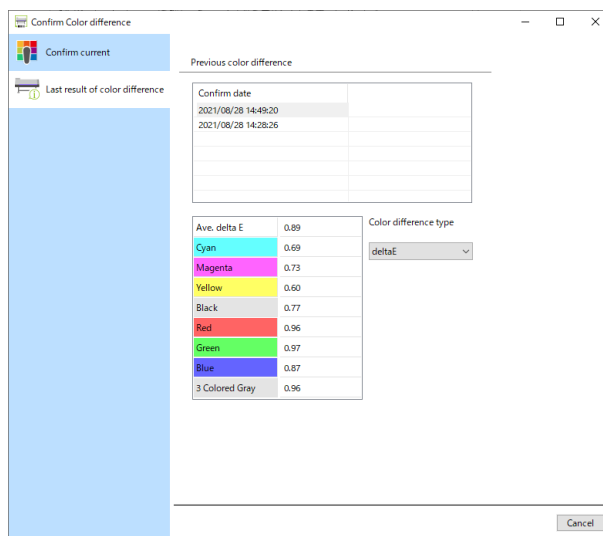 Confirm Color difference
Confirm current
Last result of color difference
Previous color difference
Confirm date
2021/08/28 14:49:20
2021/08/28 14:28:26
Ave. delta E 0.89
Cyan 0.69
Magenta 0.73
Yellow 0.60
Black 0.77
Red 0.96
Green 0.97
Blue 0.87
3 Colored Gray 0.96
Color difference type
deltaE
Cancel